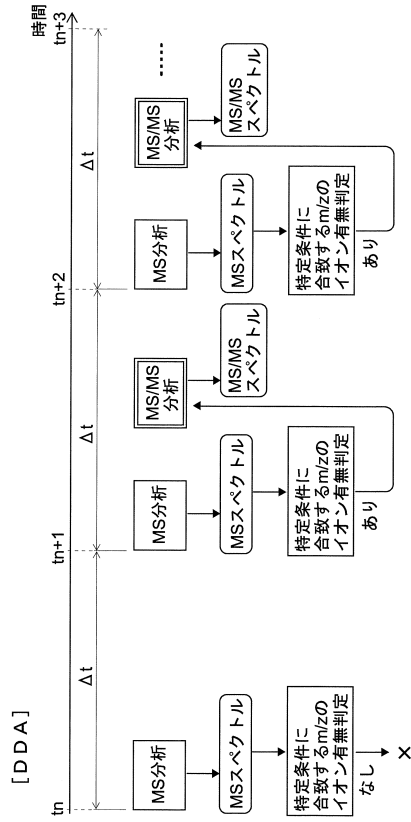 [DDA]
tn
tn+1
tn+2
tn+3
時間
Δt
Δt
Δt
MS分析
MSスペクトル
特定条件に
合致するm/zの
イオン有無判定
なし
×
MS分析
MSスペクトル
特定条件に
合致するm/zの
イオン有無判定
あり
MS/MS
分析
MS/MS
スペクトル
MS分析
MSスペクトル
特定条件に
合致するm/zの
イオン有無判定
あり
MS/MS
分析
MS/MS
スペクトル